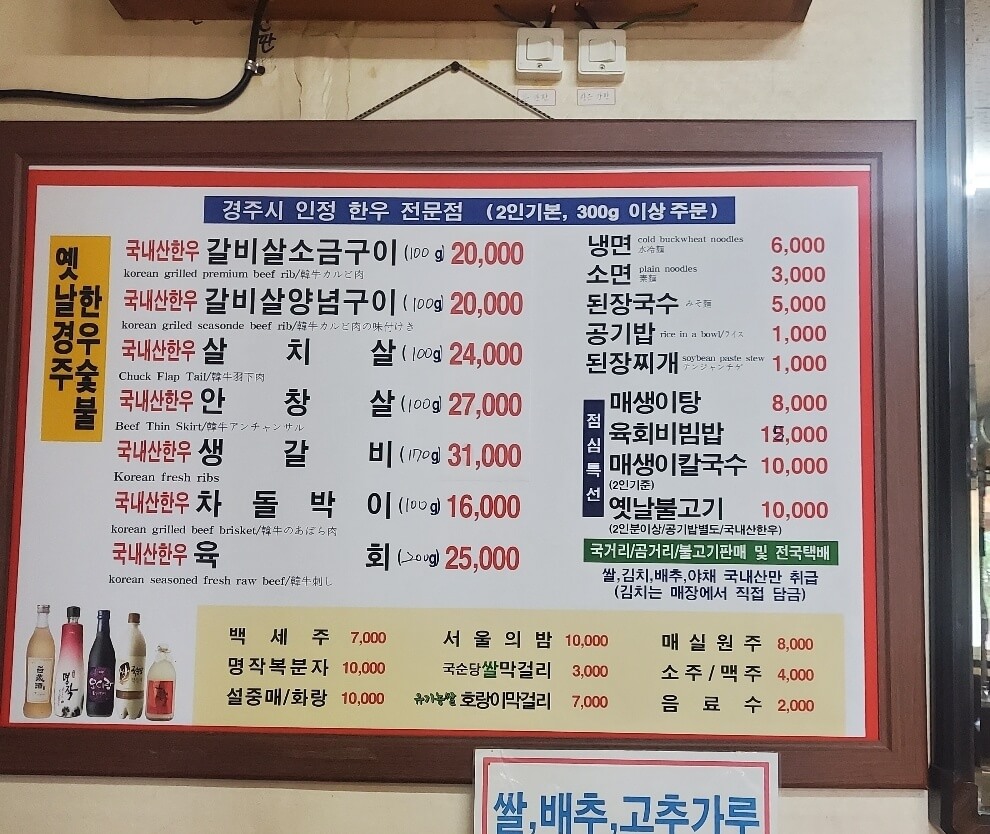 판
경주시 인정 한우 전문점 (2인기본, 300g 이상 주문)
옛날경주
한우숯불
국내산한우 갈비살소금구이 (100g) 20,000
korean grilled premium beef rib/韓牛カルビ肉
국내산한우 갈비살양념구이 (100g) 20,000
korean griled seasonde beef rib/韓牛カルビ肉の味付けき
국내산한우 살치살 (100g) 24,000
Chuck Flap Tail/韓牛羽下肉
국내산한우 안창살 (100g) 27,000
Beef Thin Skirt/韓牛アンチャンサル
국내산한우 생갈비 (170g) 31,000
Korean fresh ribs
국내산한우 차돌박이 (100g) 16,000
korean grilled beef brisket/韓牛のあばら肉
국내산한우 육회 (200g) 25,000
korean seasoned fresh raw beef/韓牛刺し
냉면 cold buckwheat noodles 6,000
水冷麺
소면 plain noodles 3,000
素麺
된장국수 みそ麺 5,000
공기밥 rice in a bowl/ライス 1,000
된장찌개 soybean paste stew 1,000
テンジャンチゲ
점심특선
매생이탕 8,000
육회비빔밥 12,000
매생이칼국수 10,000
(2인기준)
옛날불고기 10,000
(2인분이상/공기밥별도/국내산한우)
국거리/곰거리/불고기판매 및 전국택배
쌀,김치,배추,야채 국내산만 취급
(김치는 매장에서 직접 담금)
백세주 7,000
서울의밤 10,000
매실원주 8,000
명작복분자 10,000
국순당쌀막걸리 3,000
소주/맥주 4,000
설중매/화랑 10,000
유기농쌀 호랑이막걸리 7,000
음료수 2,000
쌀,배추,고추가루